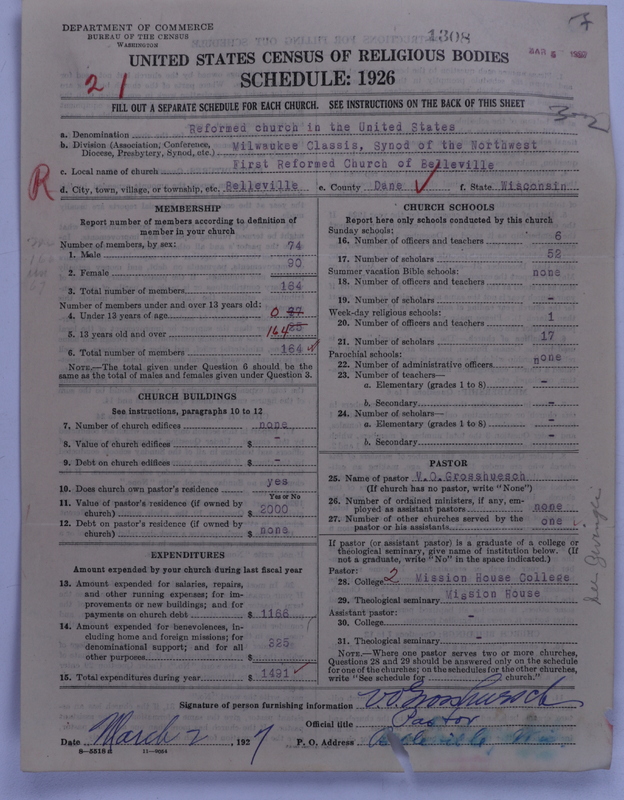 DEPARTMENT OF COMMERCE
BUREAU OF THE CENSUS
WASHINGTON
1308
UNITED STATES CENSUS OF RELIGIOUS BODIES
SCHEDULE: 1926
21
FILL OUT A SEPARATE SCHEDULE FOR EACH CHURCH. SEE INSTRUCTIONS ON THE BACK OF THIS SHEET
a. Denomination Reformed church in the United States
b. Division (Association, Conference, Diocese, Presbytery, Synod, etc.) Milwaukee Classis, Synod of the Northwest
c. Local name of church First Reformed Church of Belleville
R
d. City, town, village, or township, etc. Belleville e. County Dane f. State Wisconsin
MEMBERSHIP
Report number of members according to definition of
member in your church
Number of members, by sex:
1. Male 74
2. Female 90
3. Total number of members 164
Number of members under and over 13 years old:
4. Under 13 years of age 0
5. 13 years old and over 164
6. Total number of members 164
NOTE.—The total given under Question 6 should be the
same as the total of males and females given under Question 3.
CHURCH BUILDINGS
See instructions, paragraphs 10 to 12
7. Number of church edifices none
8. Value of church edifices $ -
9. Debt on church edifices $ -
10. Does church own pastor's residence yes
Yes or No
11. Value of pastor's residence (if owned by
church) $ 2000
12. Debt on pastor's residence (if owned by
church) $ none
EXPENDITURES
Amount expended by your church during last fiscal year
13. Amount expended for salaries, repairs,
and other running expenses; for im-
provements or new buildings; and for
payments on church debt $ 1166
14. Amount expended for benevolences, in-
cluding home and foreign missions; for
denominational support; and for all
other purposes $ 325
15. Total expenditures during year $ 1491
CHURCH SCHOOLS
Report here only schools conducted by this church
Sunday schools:
16. Number of officers and teachers 6
17. Number of scholars 52
Summer vacation Bible schools:
18. Number of officers and teachers none
19. Number of scholars -
Week-day religious schools:
20. Number of officers and teachers 1
21. Number of scholars 17
Parochial schools:
22. Number of administrative officers none
23. Number of teachers—
a. Elementary (grades 1 to 8) -
b. Secondary -
24. Number of scholars—
a. Elementary (grades 1 to 8) -
b. Secondary -
PASTOR
25. Name of pastor V.O.Grosshuesch
(If church has no pastor, write "None")
26. Number of ordained ministers, if any, em-
ployed as assistant pastors none
27. Number of other churches served by the
pastor or his assistants one
If pastor (or assistant pastor) is a graduate of a college or
theological seminary, give name of institution below. (If
not a graduate, write "No" in the space indicated.)
Pastor:
28. College 2 Mission House College
29. Theological seminary Mission House
Assistant pastor:
30. College -
31. Theological seminary -
NOTE.—Where one pastor serves two or more churches,
Questions 28 and 29 should be answered only on the schedule
for one of the churches; on the schedules for the other churches,
write "See schedule for church."
Signature of person furnishing information V.O.Grosshuesch
Official title Pastor
Date March 2, 1927 P. O. Address Belleville, Wis.
8—5518a 11—9064